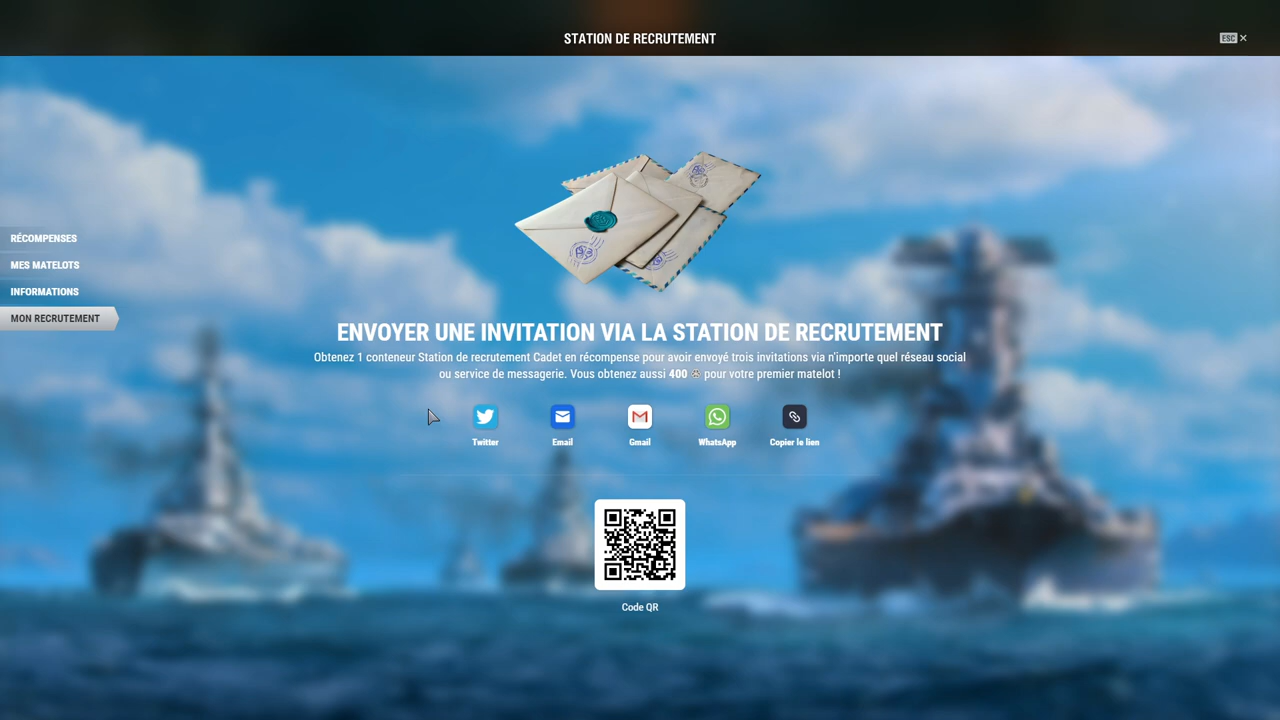 STATION DE RECRUTEMENT
ESC
RÉCOMPENSES
MES MATELOTS
INFORMATIONS
MON RECRUTEMENT
ENVOYER UNE INVITATION VIA LA STATION DE RECRUTEMENT
Obtenez 1 conteneur Station de recrutement Cadet en récompense pour avoir envoyé trois invitations via n'importe quel réseau social
ou service de messagerie. Vous obtenez aussi 400 pour votre premier matelot !
Twitter
Email
Gmail
WhatsApp
Copier le lien
Code QR